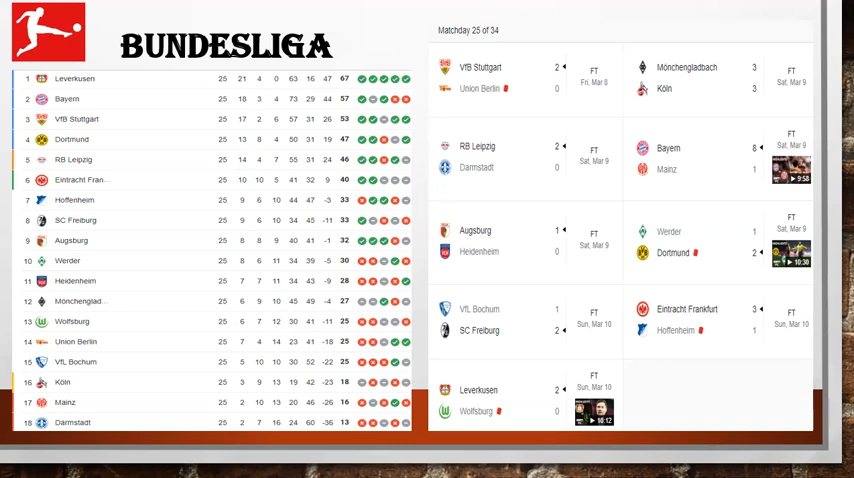 BUNDESLIGA
1 Leverkusen 25 21 4 0 63 16 47 67
2 Bayern 25 18 3 4 73 29 44 57
3 VfB Stuttgart 25 17 2 6 57 31 26 53
4 Dortmund 25 13 8 4 50 31 19 47
5 RB Leipzig 25 14 4 7 55 31 24 46
6 Eintracht Fran... 25 10 10 5 41 32 9 40
7 Hoffenheim 25 9 6 10 44 47 -3 33
8 SC Freiburg 25 9 6 10 34 45 -11 33
9 Augsburg 25 8 8 9 40 41 -1 32
10 Werder 25 8 6 11 34 39 -5 30
11 Heidenheim 25 7 7 11 34 43 -9 28
12 Mönchenglad... 25 6 9 10 45 49 -4 27
13 Wolfsburg 25 6 7 12 30 41 -11 25
14 Union Berlin 25 7 4 14 23 41 -18 25
15 VfL Bochum 25 5 10 10 30 52 -22 25
16 Köln 25 3 9 13 19 42 -23 18
17 Mainz 25 2 10 13 20 46 -26 16
18 Darmstadt 25 2 7 16 24 60 -36 13
Matchday 25 of 34
VfB Stuttgart 2
Union Berlin 0
FT
Fri, Mar 8
Mönchengladbach 3
Köln 3
FT
Sat, Mar 9
RB Leipzig 2
Darmstadt 0
FT
Sat, Mar 9
Bayern 8
Mainz 1
FT
Sat, Mar 9
9:58
Augsburg 1
Heidenheim 0
FT
Sat, Mar 9
Werder 1
Dortmund 2
FT
Sat, Mar 9
10:30
VfL Bochum 1
SC Freiburg 2
FT
Sun, Mar 10
Eintracht Frankfurt 3
Hoffenheim 1
FT
Sun, Mar 10
Leverkusen 2
Wolfsburg 0
FT
Sun, Mar 10
10:12